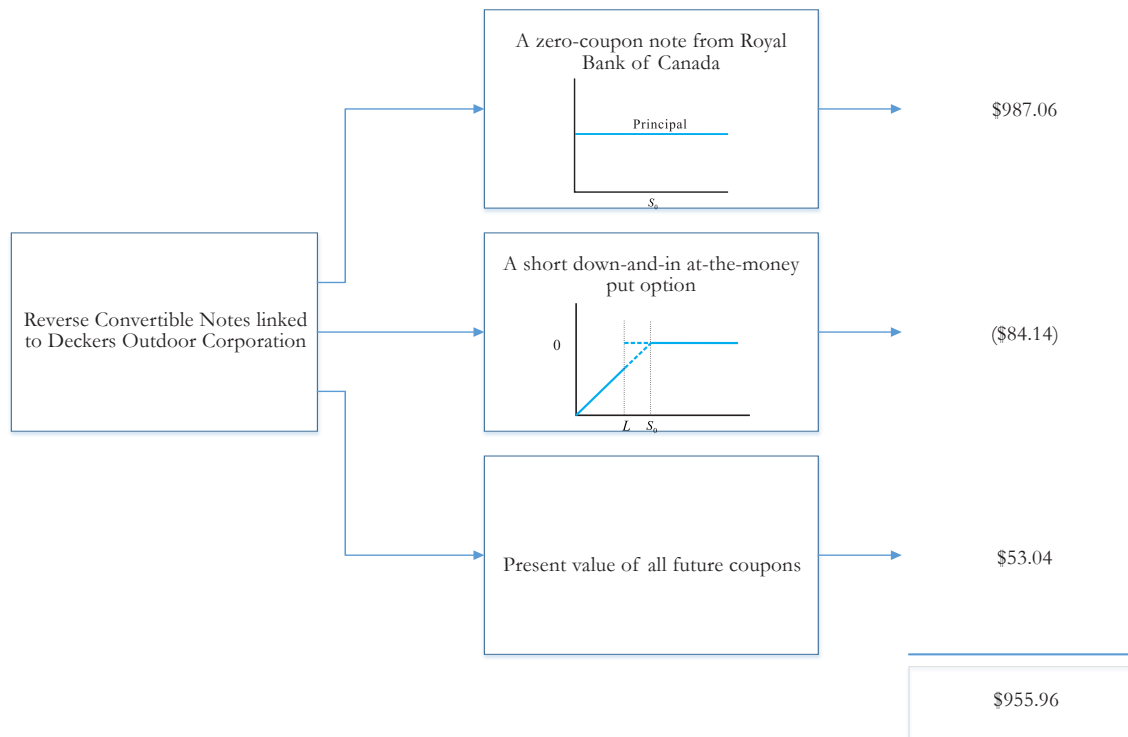 Reverse Convertible Notes linked
to Deckers Outdoor Corporation
A zero-coupon note from Royal
Bank of Canada
Principal
S₀
$987.06
A short down-and-in at-the-money
put option
0
L S₀
($84.14)
Present value of all future coupons
$53.04
$955.96